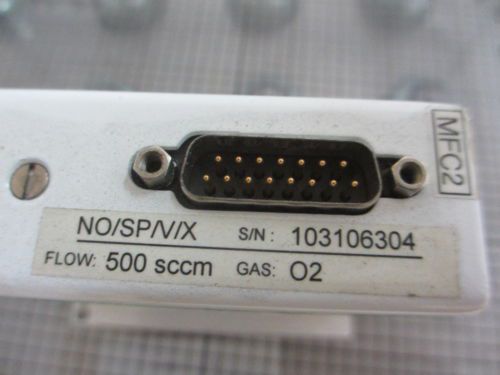 MFC2
NO/SP/V/X S/N: 103106304
FLOW: 500 sccm GAS: O2